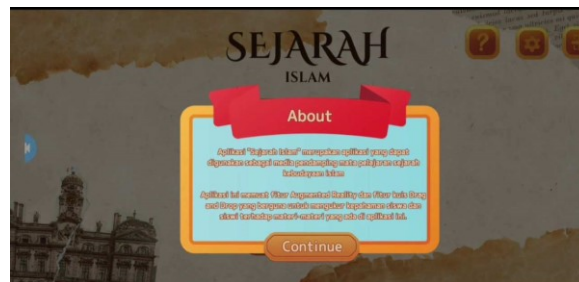 SEJARAH
ISLAM
?
About
Aplikasi "Sejarah Islam" merupakan aplikasi yang dapat
digunakan sebagai media pendamping mata pelajaran sejarah
kebudayaan islam
Aplikasi ini memuat Fitur Augmented Reality dan Fitur kuis Drag
and Drop yang berguna untuk mengukur kepahaman siswa dan
siswi terhadap materi-materi yang ada di aplikasi ini.
Continue